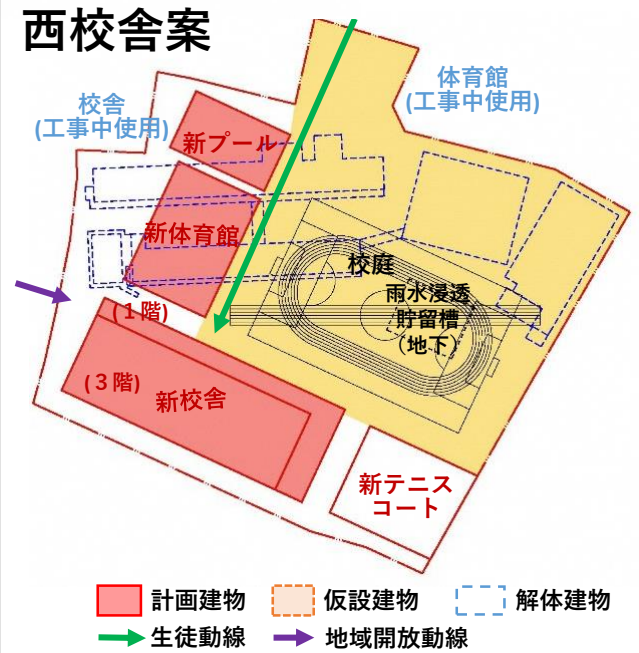 西校舎案
校舎
(工事中使用)
体育館
(工事中使用)
新プール
新体育館
校庭
雨水浸透
貯留槽
（地下）
(１階)
(３階)
新校舎
新テニス
コート
計画建物
仮設建物
解体建物
生徒動線
地域開放動線